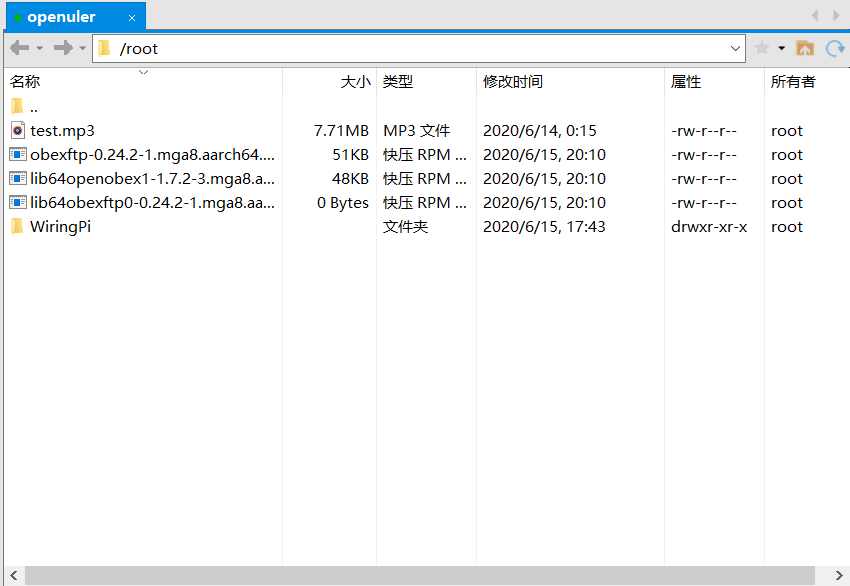 openuler ×
/root
名称 大小 类型 修改时间 属性 所有者
..
test.mp3 7.71MB MP3 文件 2020/6/14, 0:15 -rw-r--r-- root
obexftp-0.24.2-1.mga8.aarch64.... 51KB 快压 RPM ... 2020/6/15, 20:10 -rw-r--r-- root
lib64openobex1-1.7.2-3.mga8.a... 48KB 快压 RPM ... 2020/6/15, 20:10 -rw-r--r-- root
lib64obexftp0-0.24.2-1.mga8.aa... 0 Bytes 快压 RPM ... 2020/6/15, 20:10 -rw-r--r-- root
WiringPi 文件夹 2020/6/15, 17:43 drwxr-xr-x root